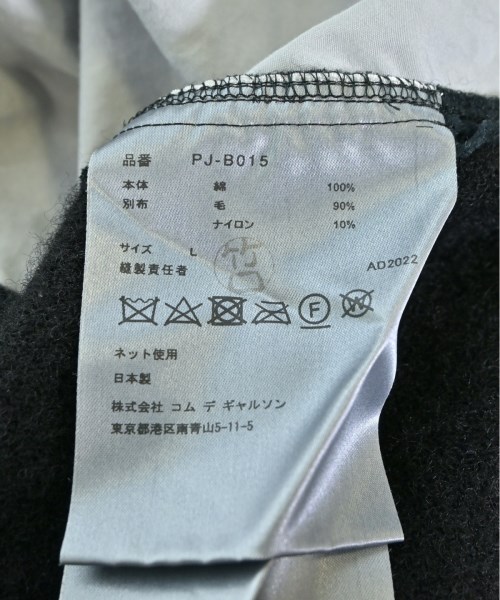 品番 PJ-B015
本体 綿 100%
別布 毛 90%
ナイロン 10%
サイズ L
縫製責任者 竹口
AD2022
F W
ネット使用
日本製
株式会社 コム デ ギャルソン
東京都港区南青山5-11-5